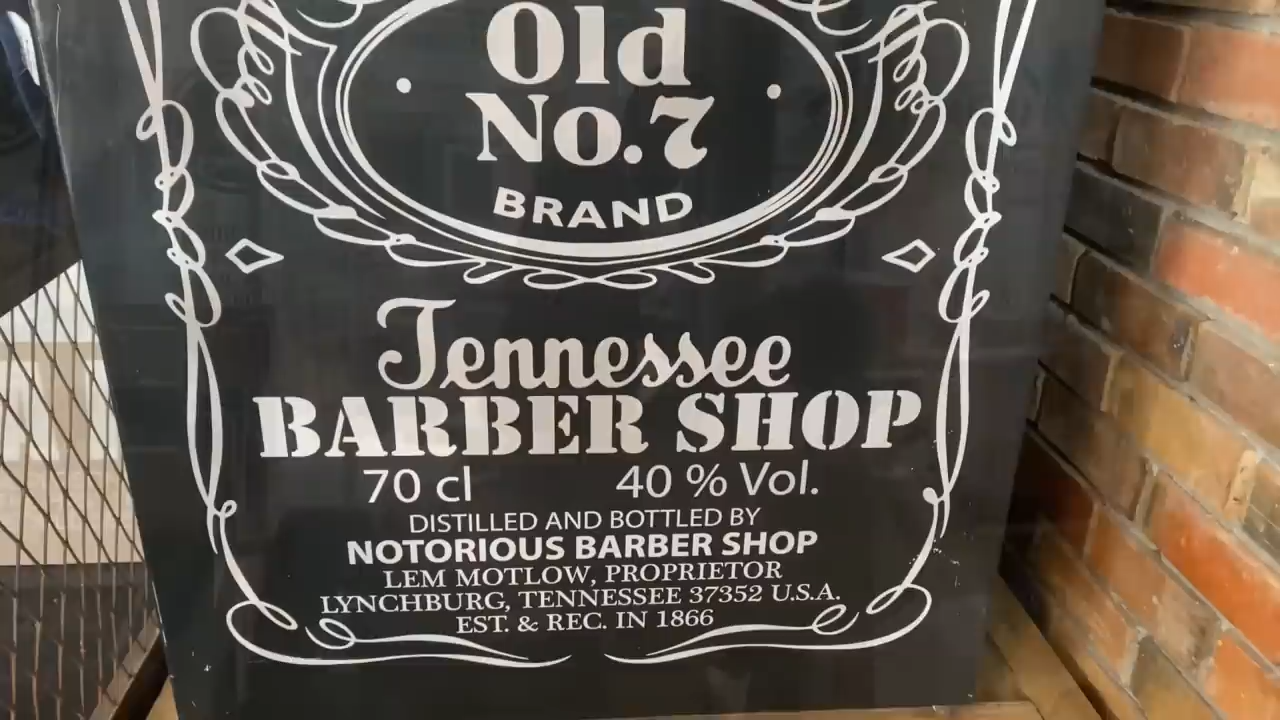 Old
No.7
BRAND
Tennessee
BARBER SHOP
70 cl 40 % Vol.
DISTILLED AND BOTTLED BY
NOTORIOUS BARBER SHOP
LEM MOTLOW, PROPRIETOR
LYNCHBURG, TENNESSEE 37352 U.S.A.
EST. & REC. IN 1866